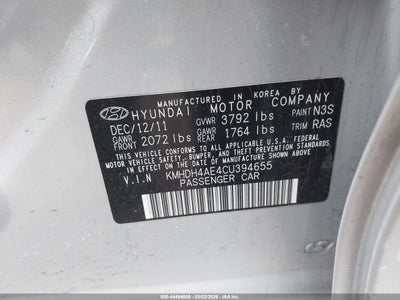 MANUFACTURED IN KOREA BY
HYUNDAI MOTOR COMPANY
DEC/12/11 GVWR 3792 lbs PAINT N3S
GAWR FRONT 2072 lbs GAWR REAR 1764 lbs TRIM RAS
THIS VEHICLE CONFORMS TO ALL APPLICABLE U.S. FEDERAL
MOTOR VEHICLE SAFETY, BUMPER, AND THEFT PREVENTION
STANDARDS IN EFFECT ON THE DATE OF MANUFACTURE SHOWN ABOVE.
V.I.N KMHDH4AE4CU394655
PASSENGER CAR